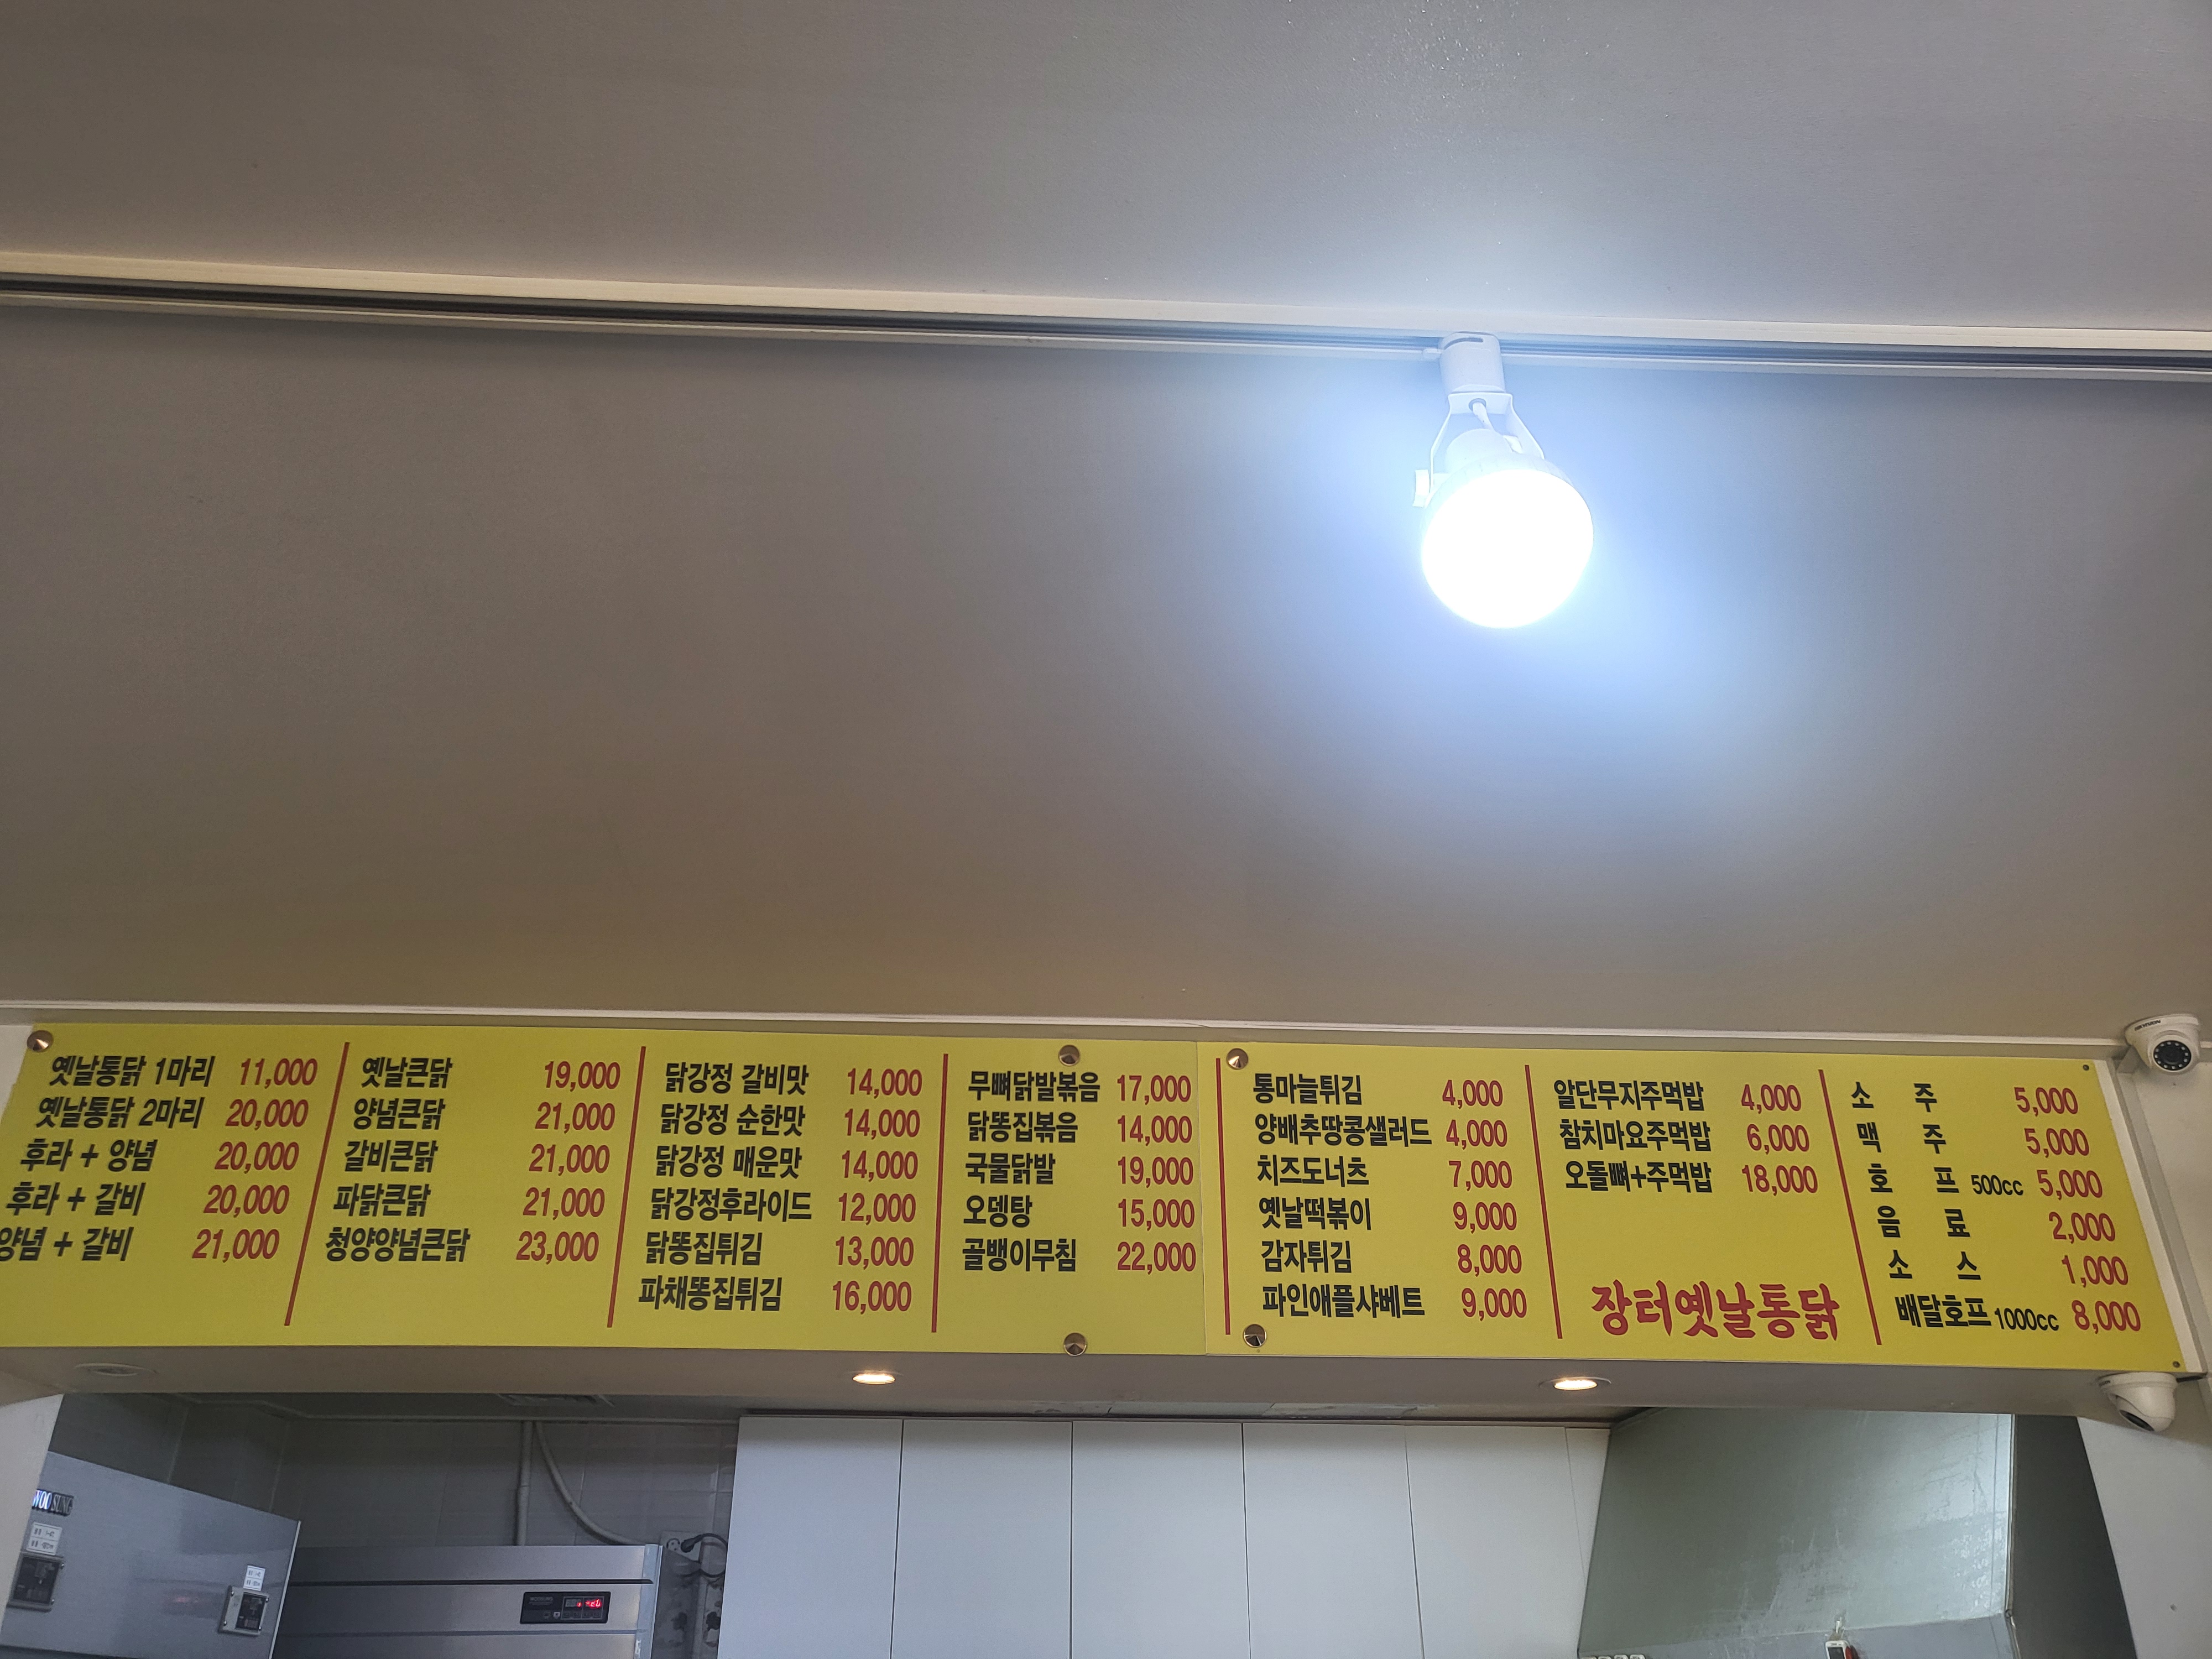 옛날통닭 1마리 11,000
옛날통닭 2마리 20,000
후라 + 양념 20,000
후라 + 갈비 20,000
양념 + 갈비 21,000
옛날큰닭 19,000
양념큰닭 21,000
갈비큰닭 21,000
파닭큰닭 21,000
청양양념큰닭 23,000
닭강정 갈비맛 14,000
닭강정 순한맛 14,000
닭강정 매운맛 14,000
닭강정후라이드 12,000
닭똥집튀김 13,000
파채똥집튀김 16,000
무뼈닭발볶음 17,000
닭똥집볶음 14,000
국물닭발 19,000
오뎅탕 15,000
골뱅이무침 22,000
통마늘튀김 4,000
양배추땅콩샐러드 4,000
치즈도너츠 7,000
옛날떡볶이 9,000
감자튀김 8,000
파인애플샤베트 9,000
알단무지주먹밥 4,000
참치마요주먹밥 6,000
오돌뼈+주먹밥 18,000
장터옛날통닭
소 주 5,000
맥 주 5,000
호 프 500cc 5,000
음 료 2,000
소 스 1,000
배달호프 1000cc 8,000